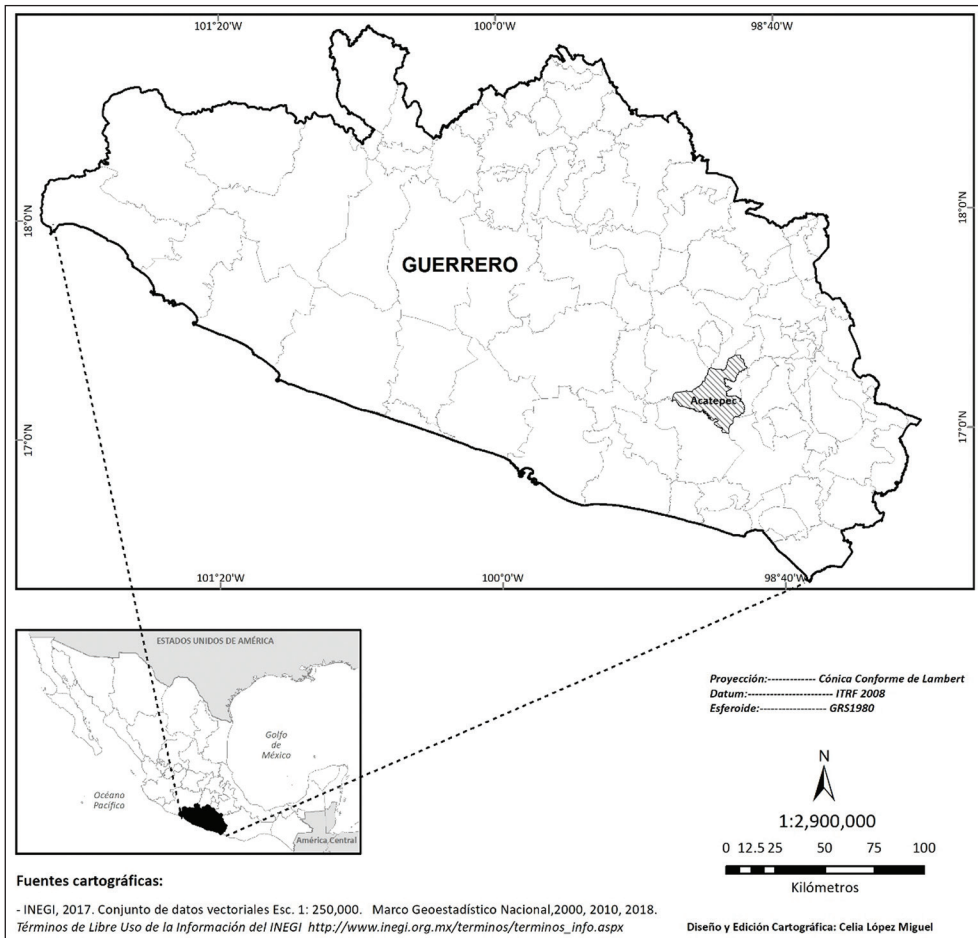 101°20'W 100°0'W 98°40'W
18°0'N 18°0'N
GUERRERO
Acatepec
17°0'N 17°0'N
101°20'W 100°0'W 98°40'W
ESTADOS UNIDOS DE AMÉRICA
Golfo
de
México
Océano
Pacífico
América Central
Proyección:------------- Cónica Conforme de Lambert
Datum:---------------------- ITRF 2008
Esferoide:------------------ GRS1980
N
1:2,900,000
0 12.5 25 50 75 100
Kilómetros
Fuentes cartográficas:
- INEGI, 2017. Conjunto de datos vectoriales Esc. 1: 250,000. Marco Geoestadístico Nacional,2000, 2010, 2018.
Términos de Libre Uso de la Información del INEGI http://www.inegi.org.mx/terminos/terminos_info.aspx
Diseño y Edición Cartográfica: Celia López Miguel